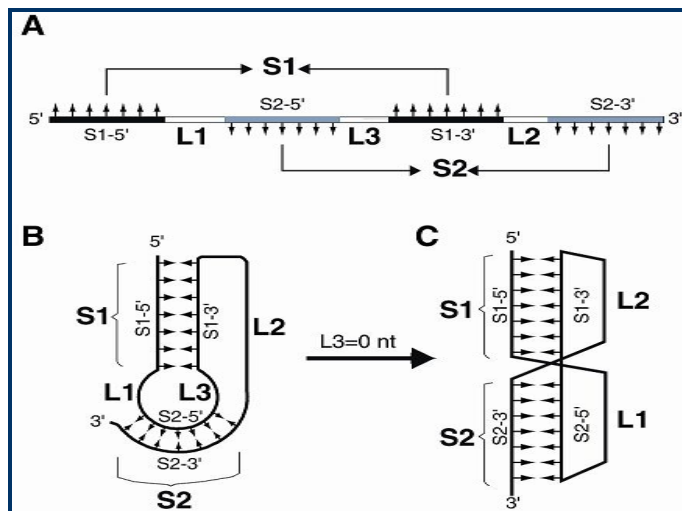 A
S1
5' S2-5' S2-3' 3'
S1-5' L1 L3 S1-3' L2
S2
B C
5' 5'
S1 S1-5' S1-3' L2 S1 S1-5' S1-3' L2
L3=0 nt
L1 L3 L1
3' S2-5' S2 S2-3' S2-5'
S2-3'
S2 3'